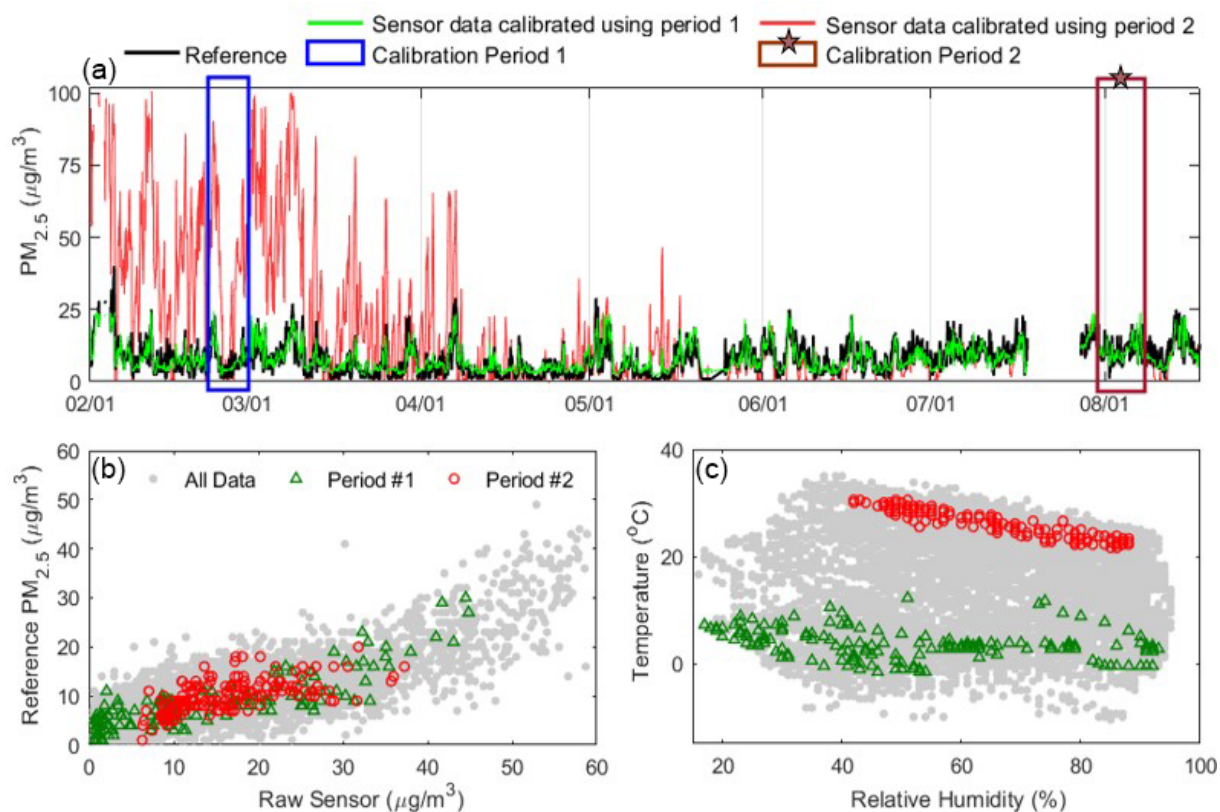 Sensor data calibrated using period 1
Sensor data calibrated using period 2
Reference
Calibration Period 1
Calibration Period 2
(a)
PM2.5 (μg/m3)
100
75
50
25
0
02/01 03/01 04/01 05/01 06/01 07/01 08/01
(b)
All Data Period #1 Period #2
Reference PM2.5 (μg/m3)
60
50
40
30
20
10
0
0 10 20 30 40 50 60
Raw Sensor (μg/m3)
(c)
Temperature (oC)
40
20
0
20 40 60 80 100
Relative Humidity (%)